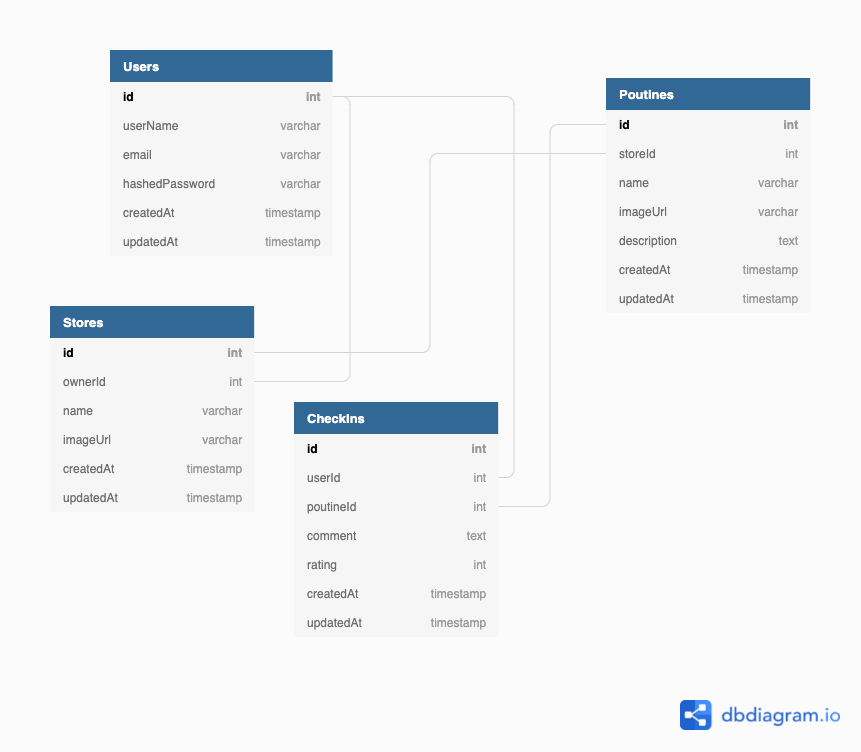 Users
id int
userName varchar
email varchar
hashedPassword varchar
createdAt timestamp
updatedAt timestamp
Poutines
id int
storeId int
name varchar
imageUrl varchar
description text
createdAt timestamp
updatedAt timestamp
Stores
id int
ownerId int
name varchar
imageUrl varchar
createdAt timestamp
updatedAt timestamp
CheckIns
id int
userId int
poutineId int
comment text
rating int
createdAt timestamp
updatedAt timestamp
dbdiagram.io